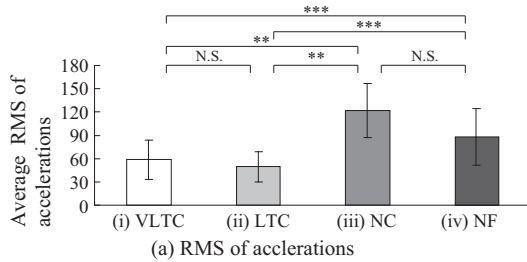 ***
***
**
N.S.
**
N.S.
Average RMS of
accelerations
180
150
120
90
60
30
0
(i) VLTC
(ii) LTC
(iii) NC
(iv) NF
(a) RMS of acclerations